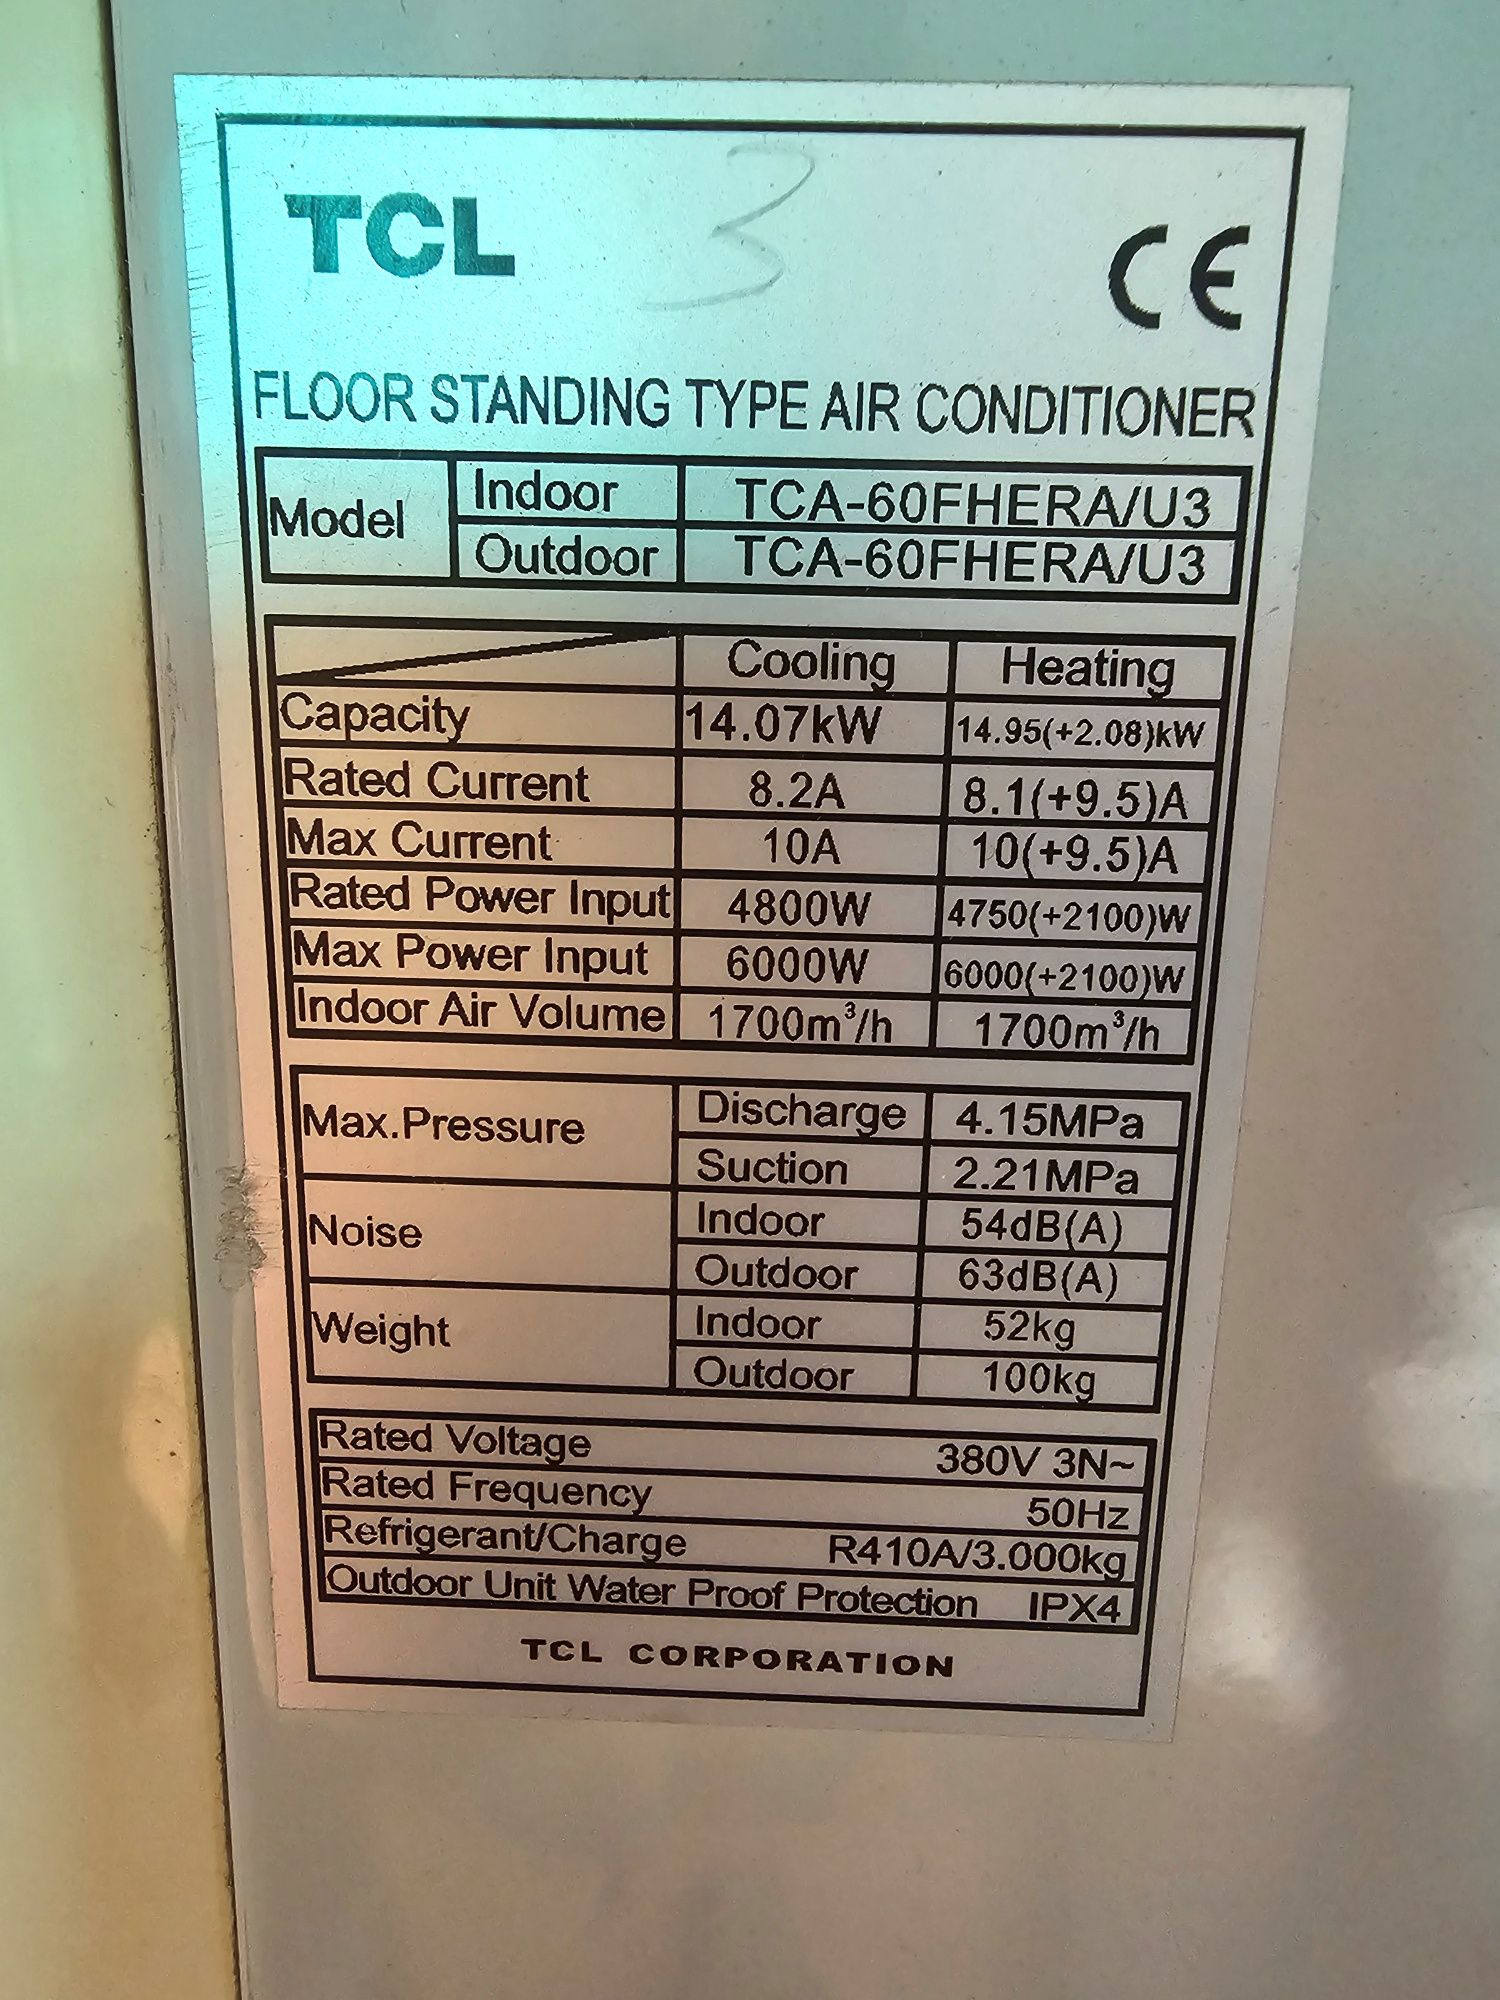 TCL
3
CE
FLOOR STANDING TYPE AIR CONDITIONER
Model Indoor TCA-60FHERA/U3
Outdoor TCA-60FHERA/U3
Cooling Heating
Capacity 14.07kW 14.95(+2.08)kW
Rated Current 8.2A 8.1(+9.5)A
Max Current 10A 10(+9.5)A
Rated Power Input 4800W 4750(+2100)W
Max Power Input 6000W 6000(+2100)W
Indoor Air Volume 1700m³/h 1700m³/h
Max.Pressure Discharge 4.15MPa
Suction 2.21MPa
Noise Indoor 54dB(A)
Outdoor 63dB(A)
Weight Indoor 52kg
Outdoor 100kg
Rated Voltage 380V 3N~
Rated Frequency 50Hz
Refrigerant/Charge R410A/3.000kg
Outdoor Unit Water Proof Protection IPX4
TCL CORPORATION